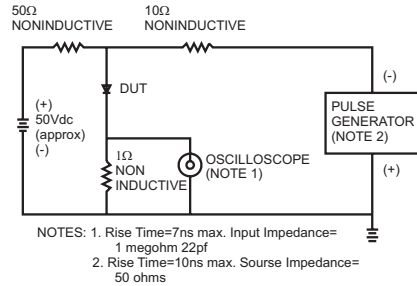 50Ω
NONINDUCTIVE
10Ω
NONINDUCTIVE
(+)
50Vdc
(approx)
(-)
DUT
1Ω
NON
INDUCTIVE
OSCILLOSCOPE
(NOTE 1)
(-)
PULSE
GENERATOR
(NOTE 2)
(+)
NOTES: 1. Rise Time=7ns max. Input Impedance=
1 megohm 22pf
2. Rise Time=10ns max. Sourse Impedance=
50 ohms